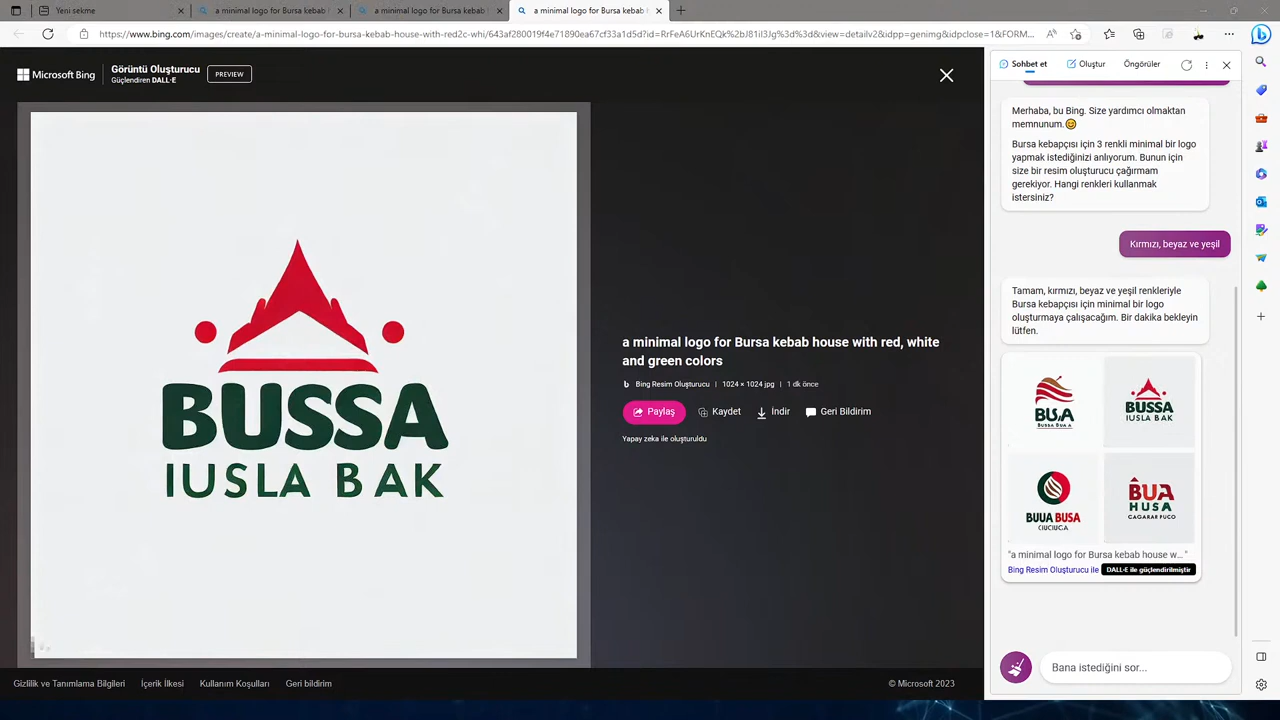 Yeni sekme
a minimal logo for Bursa kebab h
a minimal logo for Bursa kebab h
a minimal logo for Bursa kebab h
https://www.bing.com/images/create/a-minimal-logo-for-bursa-kebab-house-with-red2c-whi/643af280019f4e71890ea67cf33a1d5d?id=RrFeA6UrKnEQk%2bJ81iI3Jg%3d%3d&view=detailv2&idpp=genimg&idpclose=1&FORM...
Microsoft Bing
Görüntü Oluşturucu
Güçlendiren DALL·E
PREVIEW
BUSSA
IUSLA BAK
a minimal logo for Bursa kebab house with red, white
and green colors
Bing Resim Oluşturucu | 1024 × 1024 jpg | 1 dk önce
Paylaş
Kaydet
İndir
Geri Bildirim
Yapay zeka ile oluşturuldu
Gizlilik ve Tanımlama Bilgileri
İçerik İlkesi
Kullanım Koşulları
Geri bildirim
© Microsoft 2023
Sohbet et
Oluştur
Öngörüler
Merhaba, bu Bing. Size yardımcı olmaktan
memnunum.😊
Bursa kebapçısı için 3 renkli minimal bir logo
yapmak istediğinizi anlıyorum. Bunun için
size bir resim oluşturucu çağırmam
gerekiyor. Hangi renkleri kullanmak
istersiniz?
Kırmızı, beyaz ve yeşil
Tamam, kırmızı, beyaz ve yeşil renkleriyle
Bursa kebapçısı için minimal bir logo
oluşturmaya çalışacağım. Bir dakika bekleyin
lütfen.
BUSSA
IUSLA BAK
BUUA BUSA
BUA
HUSA
CAGARAR PUCO
"a minimal logo for Bursa kebab house w... "
Bing Resim Oluşturucu ile
DALL·E ile güçlendirilmiştir
Bana istediğini sor...